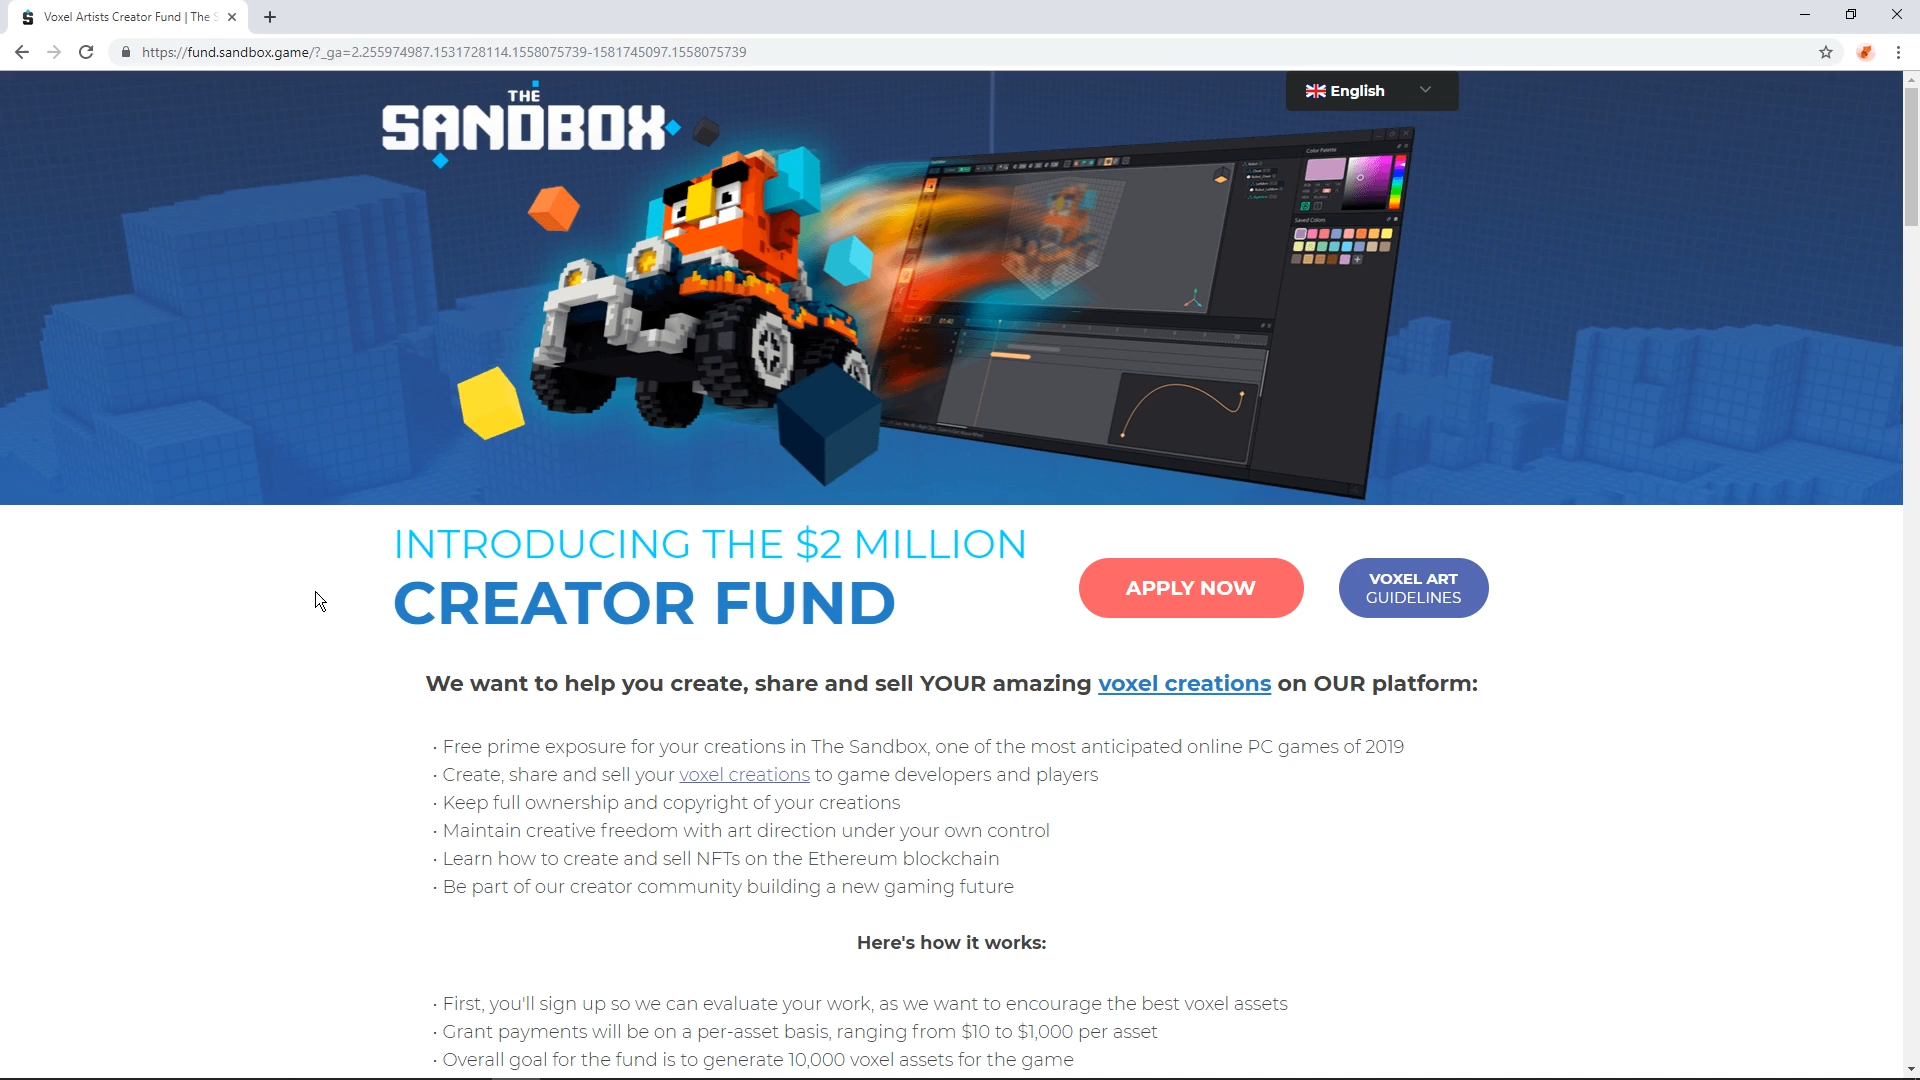 Voxel Artists Creator Fund | The S
https://fund.sandbox.game/?_ga=2.255974987.1531728114.1558075739-1581745097.1558075739
THE
SANDBOX
English
Color Palette
Saved Colors
01:40
INTRODUCING THE $2 MILLION
CREATOR FUND
APPLY NOW
VOXEL ART
GUIDELINES
We want to help you create, share and sell YOUR amazing voxel creations on OUR platform:
· Free prime exposure for your creations in The Sandbox, one of the most anticipated online PC games of 2019
· Create, share and sell your voxel creations to game developers and players
· Keep full ownership and copyright of your creations
· Maintain creative freedom with art direction under your own control
· Learn how to create and sell NFTs on the Ethereum blockchain
· Be part of our creator community building a new gaming future
Here's how it works:
· First, you'll sign up so we can evaluate your work, as we want to encourage the best voxel assets
· Grant payments will be on a per-asset basis, ranging from $10 to $1,000 per asset
· Overall goal for the fund is to generate 10,000 voxel assets for the game